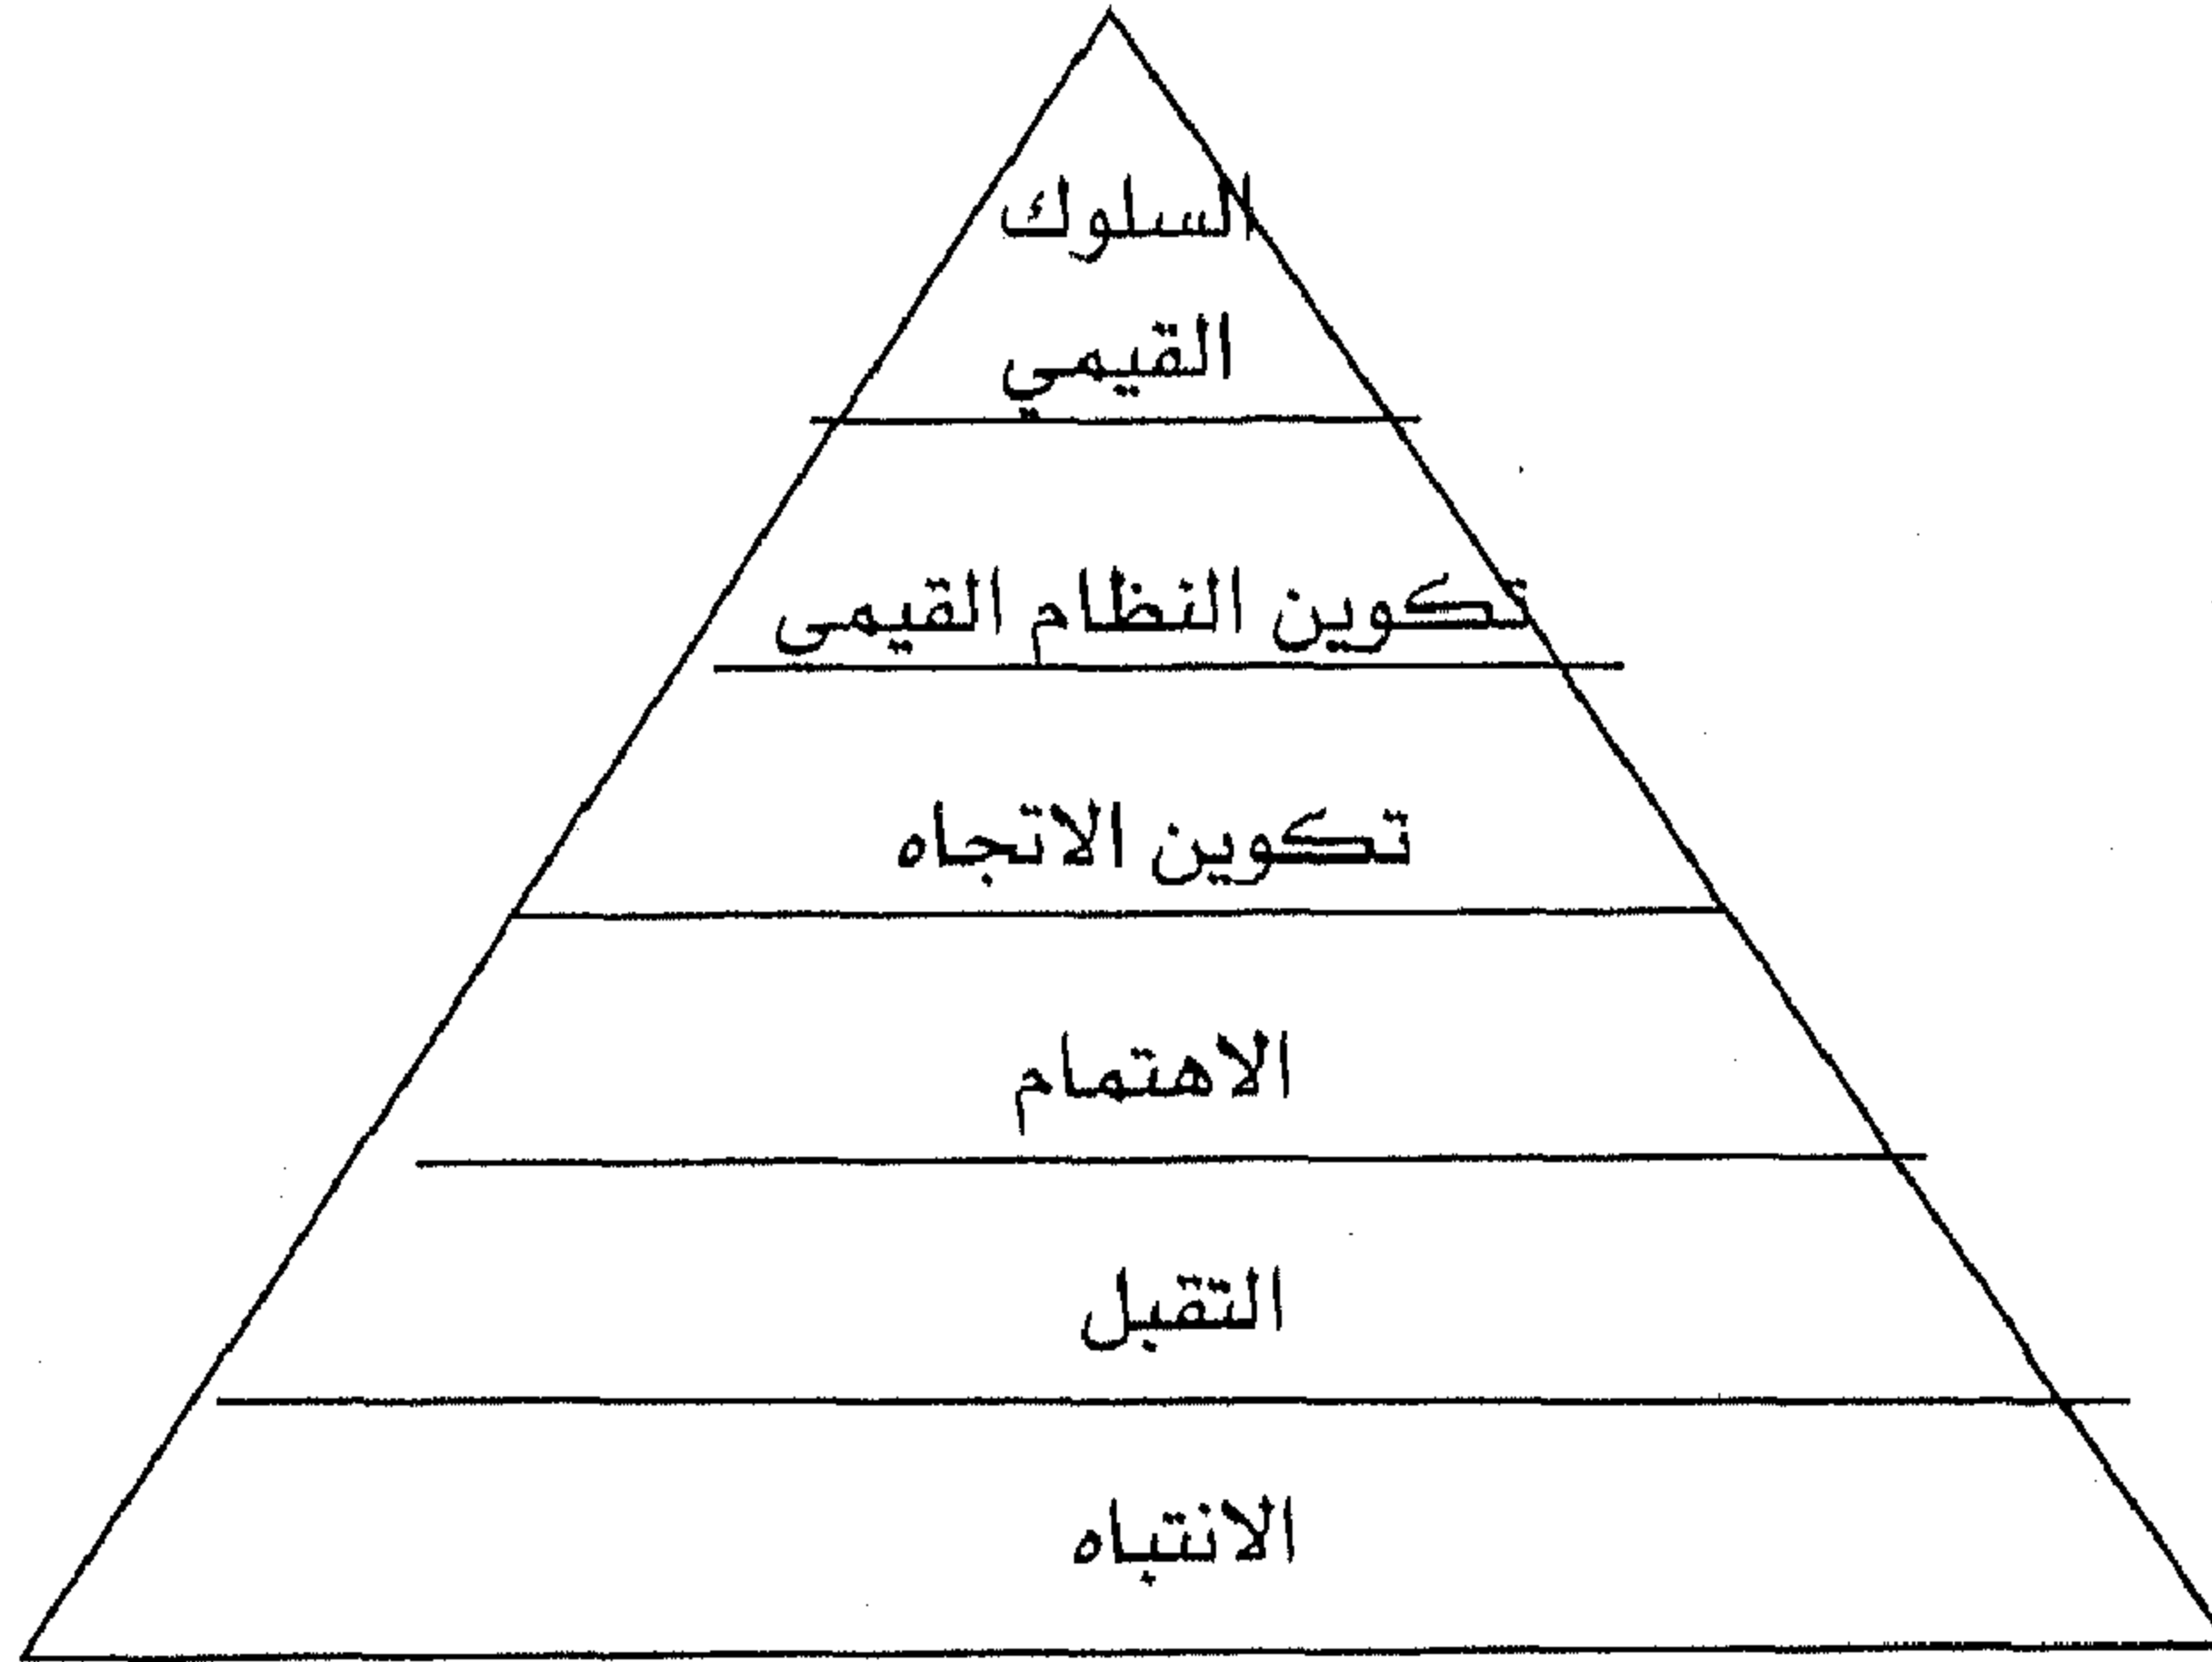 السلوك
القيمي
تكوين النظام القيمى
تكوين الاتجاه
الاهتمام
التقبل
الانتباه